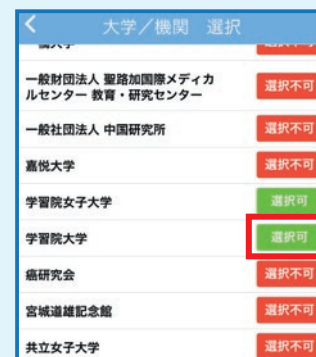 大学／機関 選択
選択不可
一般財団法人 聖路加国際メディカ
ルセンター 教育・研究センター
選択不可
一般社団法人 中国研究所
選択不可
嘉悦大学
選択不可
学習院女子大学
選択可
学習院大学
選択可
癌研究会
選択不可
宮城道雄記念館
選択不可
共立女子大学
選択不可